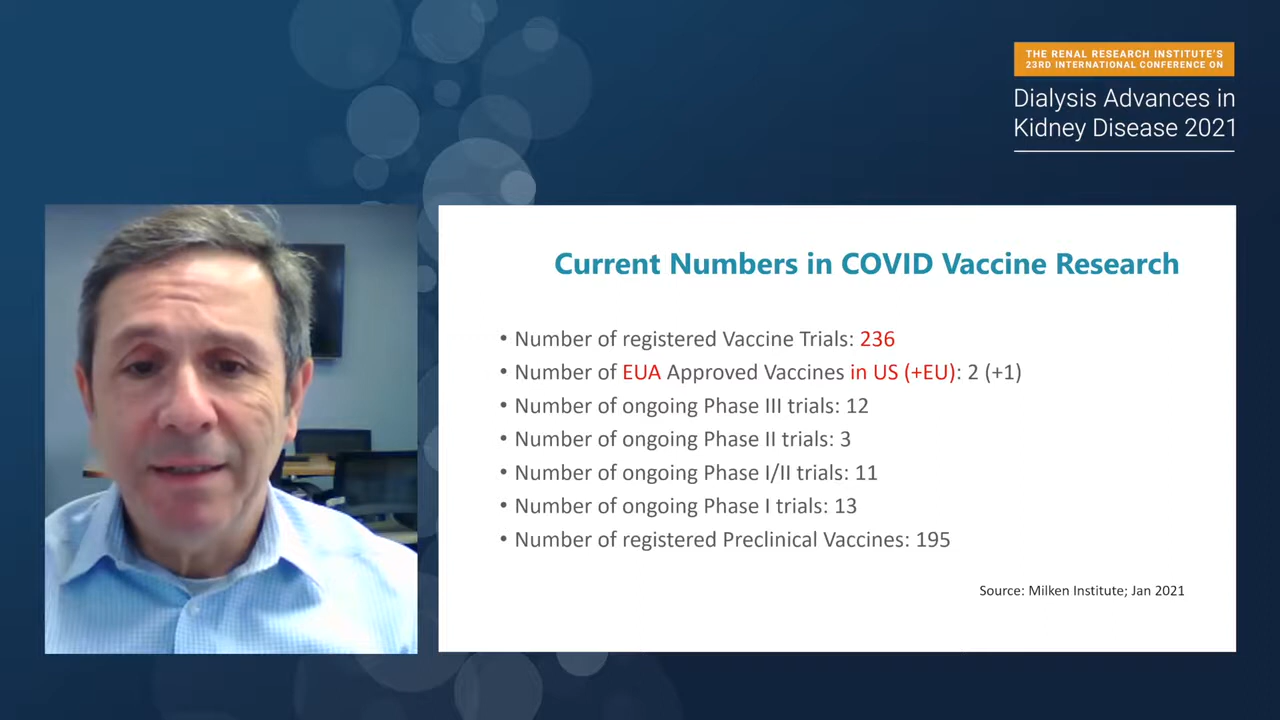 THE RENAL RESEARCH INSTITUTE'S
23RD INTERNATIONAL CONFERENCE ON
Dialysis Advances in
Kidney Disease 2021
Current Numbers in COVID Vaccine Research
• Number of registered Vaccine Trials: 236
• Number of EUA Approved Vaccines in US (+EU): 2 (+1)
• Number of ongoing Phase III trials: 12
• Number of ongoing Phase II trials: 3
• Number of ongoing Phase I/II trials: 11
• Number of ongoing Phase I trials: 13
• Number of registered Preclinical Vaccines: 195
Source: Milken Institute; Jan 2021